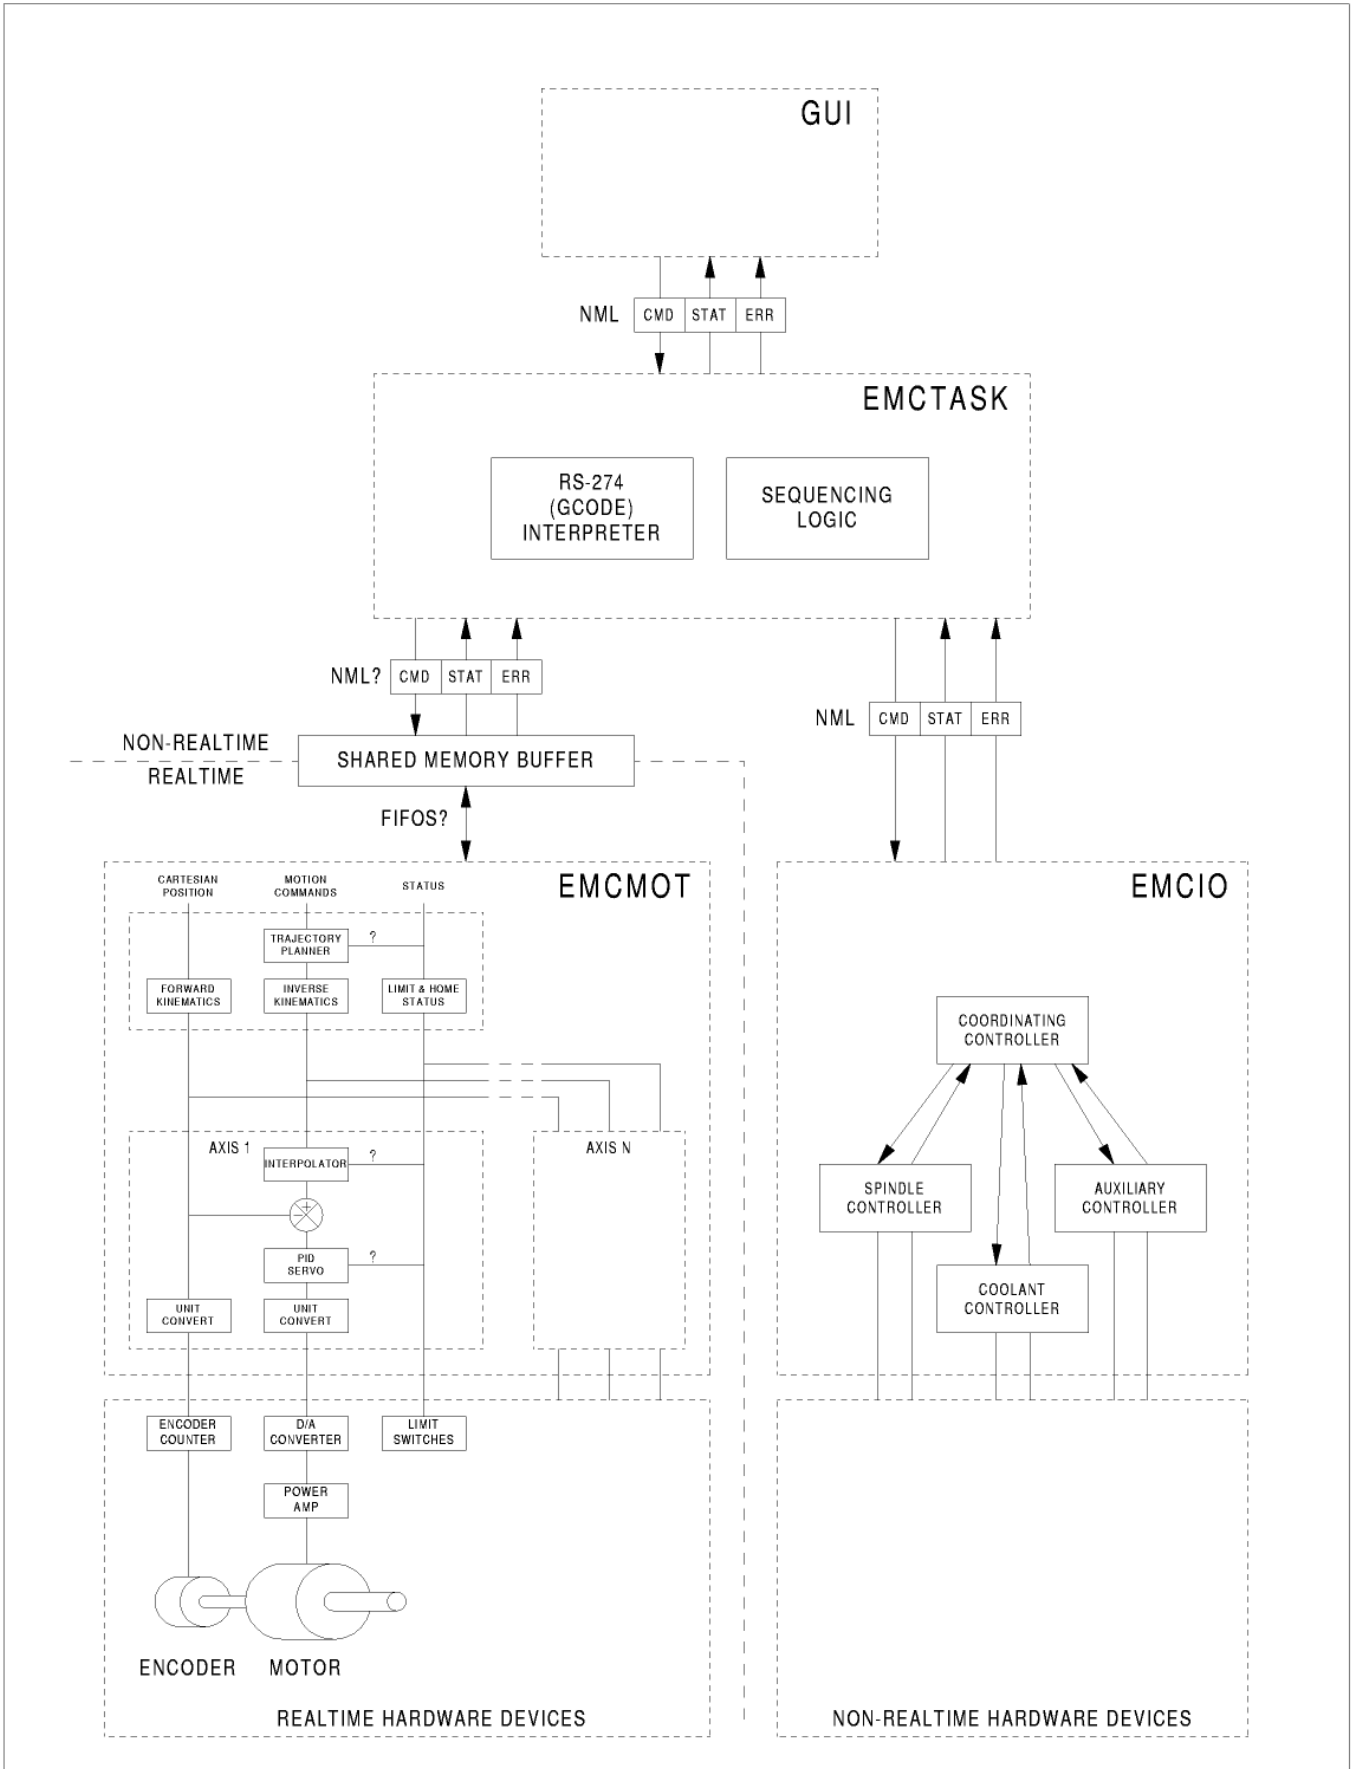 GUI
NML
CMD
STAT
ERR
EMCTASK
RS-274
(GCODE)
INTERPRETER
SEQUENCING
LOGIC
NML?
CMD
STAT
ERR
NML
CMD
STAT
ERR
NON-REALTIME
REALTIME
SHARED MEMORY BUFFER
FIFOS?
EMCMOT
CARTESIAN
POSITION
MOTION
COMMANDS
STATUS
TRAJECTORY
PLANNER
?
FORWARD
KINEMATICS
INVERSE
KINEMATICS
LIMIT & HOME
STATUS
AXIS 1
INTERPOLATOR
?
+
−
PID
SERVO
?
UNIT
CONVERT
UNIT
CONVERT
AXIS N
EMCIO
COORDINATING
CONTROLLER
SPINDLE
CONTROLLER
AUXILIARY
CONTROLLER
COOLANT
CONTROLLER
ENCODER
COUNTER
D/A
CONVERTER
LIMIT
SWITCHES
POWER
AMP
ENCODER
MOTOR
REALTIME HARDWARE DEVICES
NON-REALTIME HARDWARE DEVICES